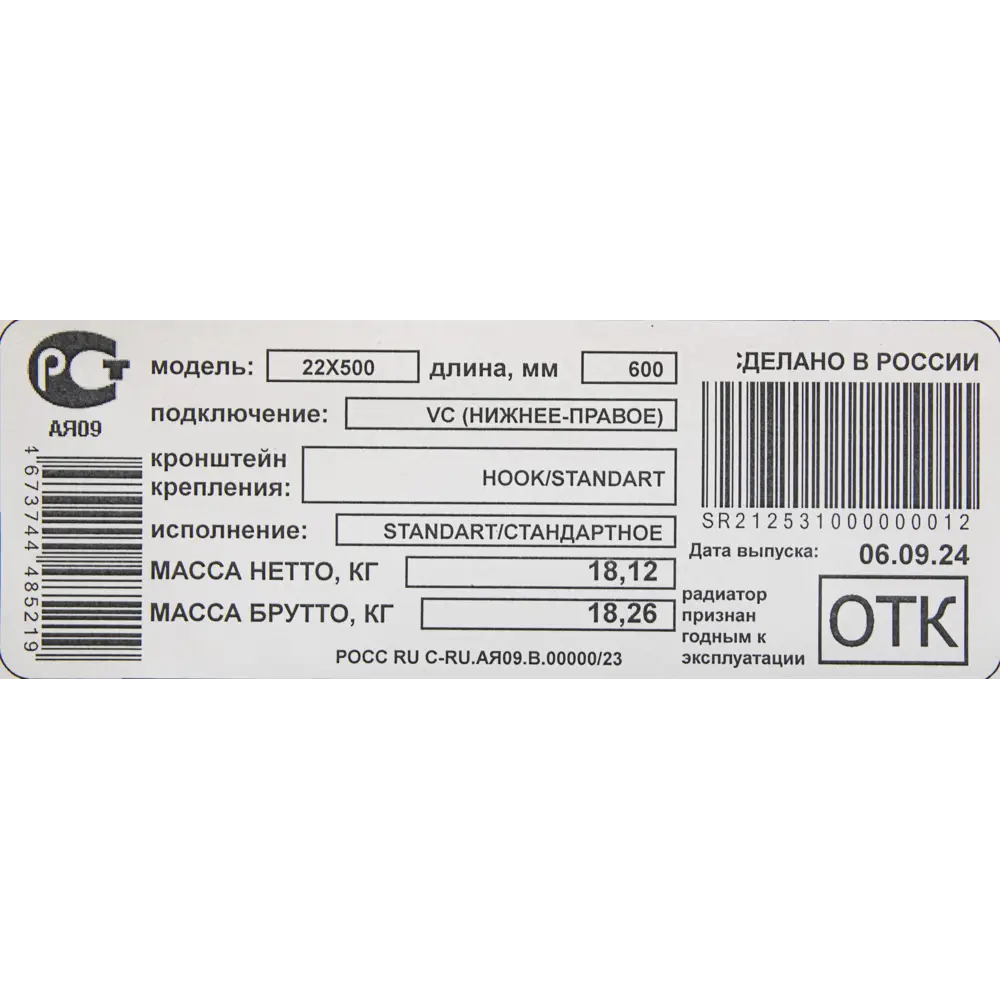 РСТ
АЯ09
4 673744 485219
модель: 22X500 длина, мм 600
подключение: VC (НИЖНЕЕ-ПРАВОЕ)
кронштейн
крепления: HOOK/STANDART
исполнение: STANDART/СТАНДАРТНОЕ
МАССА НЕТТО, КГ 18,12
МАССА БРУТТО, КГ 18,26
РОСС RU C-RU.АЯ09.В.00000/23
СДЕЛАНО В РОССИИ
SR2125310000000012
Дата выпуска: 06.09.24
радиатор
признан
годным к
эксплуатации
ОТК